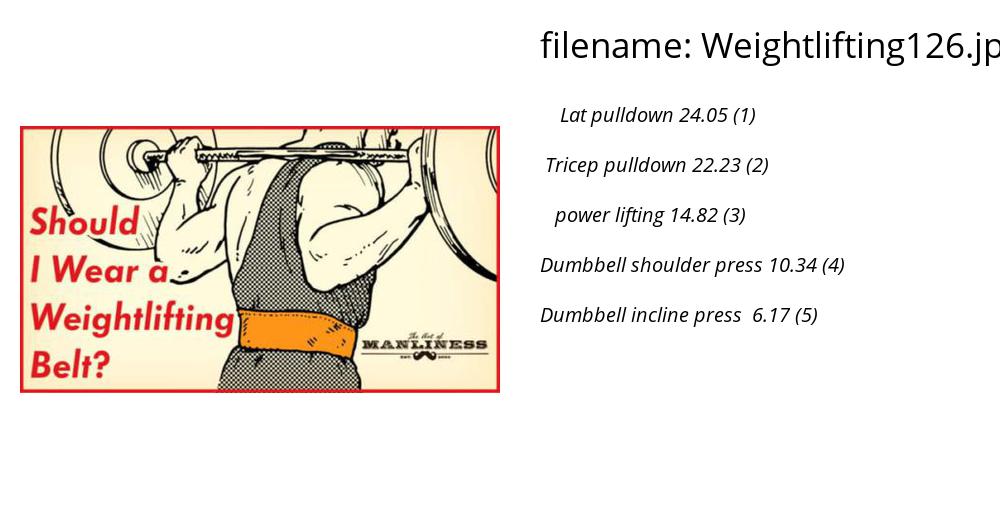 filename: Weightlifting126.jp
Lat pulldown 24.05 (1)
Tricep pulldown 22.23 (2)
power lifting 14.82 (3)
Dumbbell shoulder press 10.34 (4)
Dumbbell incline press  6.17 (5)
Should
I Wear a
Weightlifting
Belt?
The Art of
MANLINESS